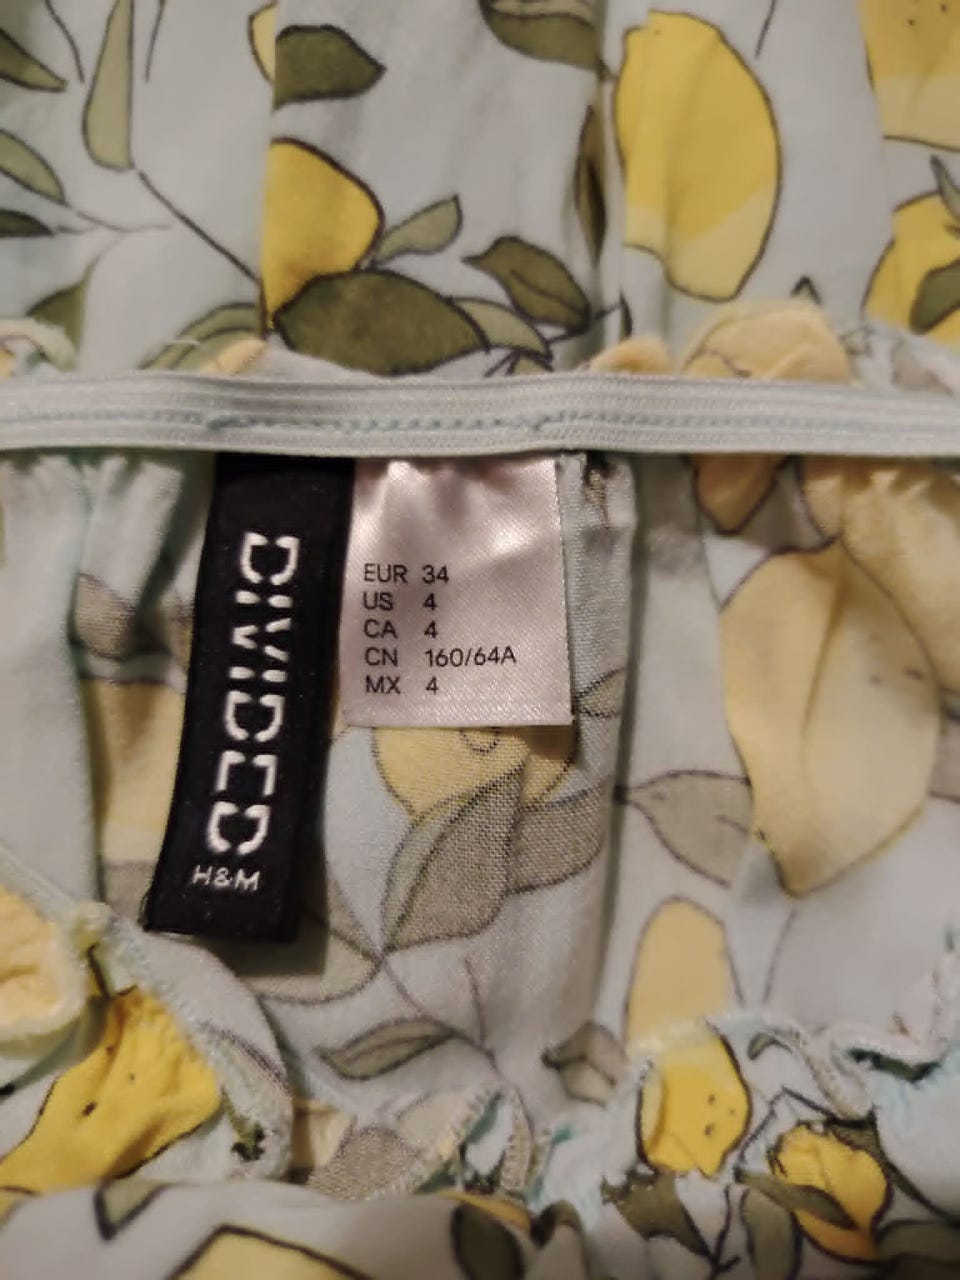 DIVIDED
H&M
EUR 34
US 4
CA 4
CN 160/64A
MX 4